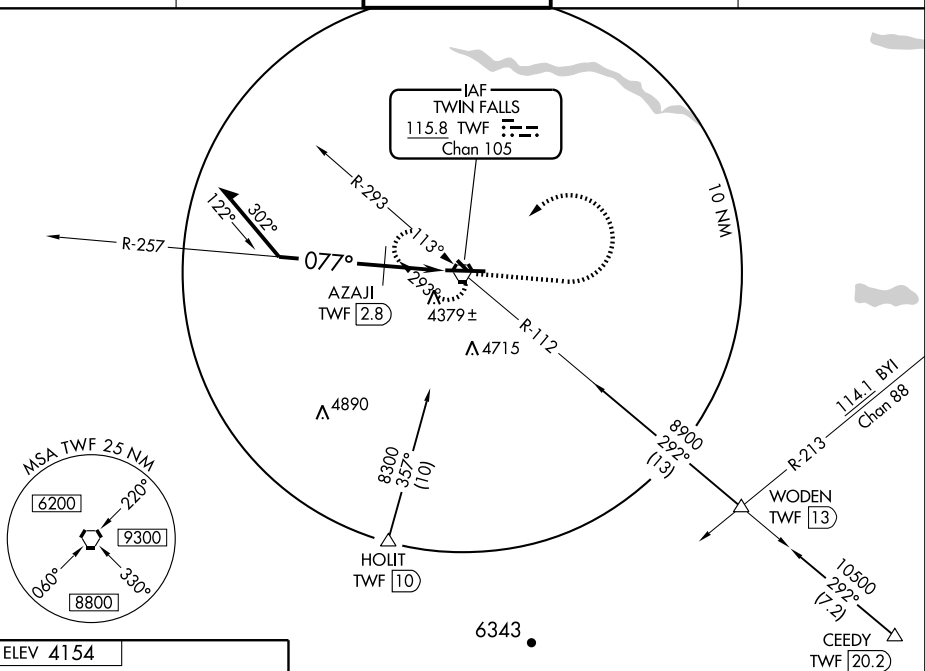 IAF
TWIN FALLS
115.8 TWF
Chan 105
10 NM
R-293
302°
122°
R-257
113°
077°
293°
AZAJI
TWF 2.8
4379±
R-112
4715
4890
114.1 BYI
Chan 88
R-213
8300
357°
(10)
8900
292°
(13)
WODEN
TWF 13
HOLIT
TWF 10
MSA TWF 25 NM
6200
220°
9300
060°
330°
8800
10500
292°
(7.2)
CEEDY
TWF 20.2
6343
ELEV 4154